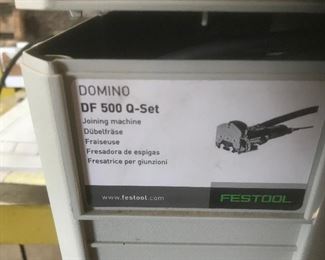 DOMINO
DF 500 Q-Set
Joining machine
Dübelfräse
Fraiseuse
Fresadora de espigas
Fresatrice per giunzioni
www.festool.com
FESTOOL